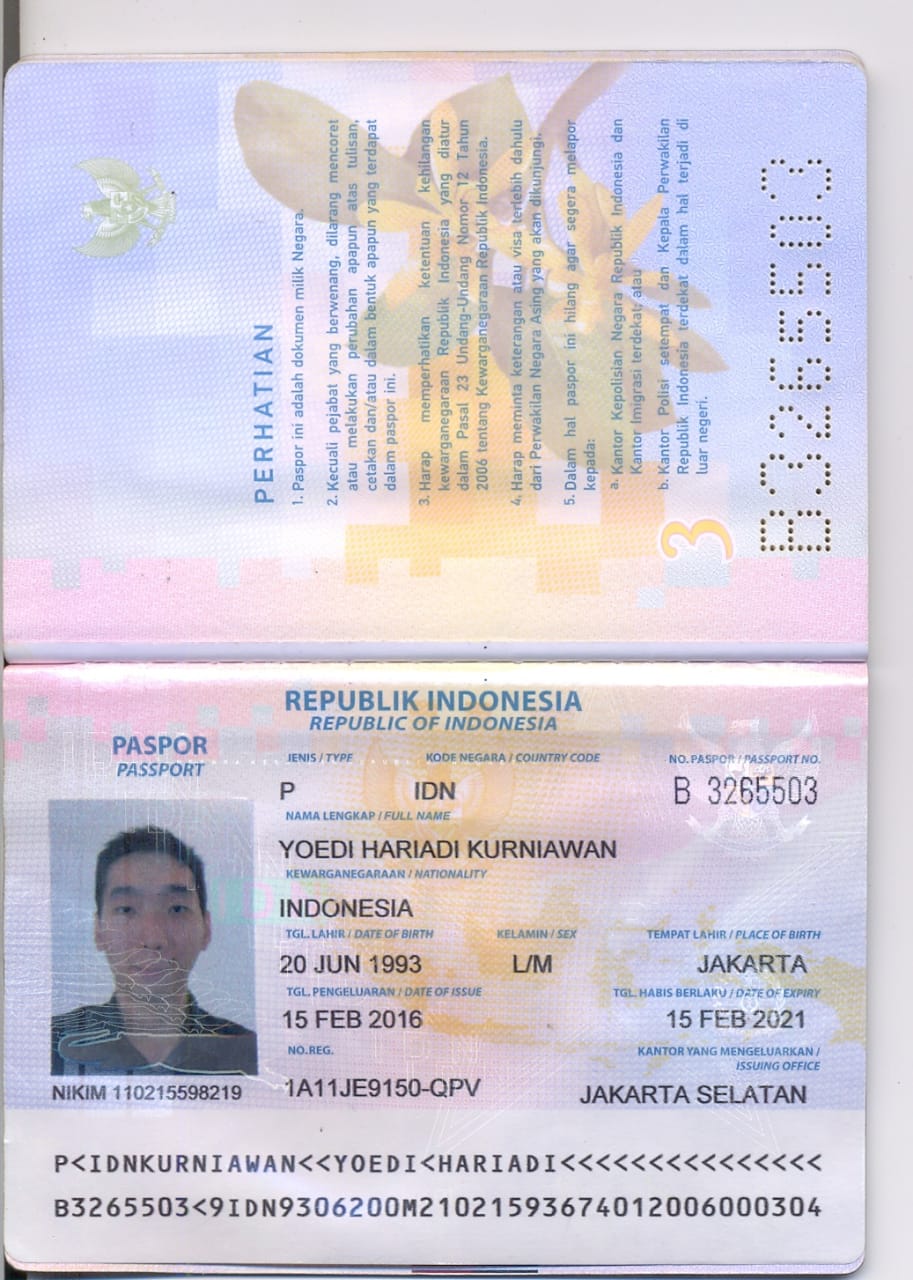 PERHATIAN
1. Paspor ini adalah dokumen milik Negara.
2. Kecuali pejabat yang berwenang, dilarang mencoret
atau melakukan perubahan apapun atas tulisan,
cetakan dan/atau dalam bentuk apapun yang terdapat
dalam paspor ini.
3. Harap memperhatikan ketentuan kehilangan
kewarganegaraan Republik Indonesia yang diatur
dalam Pasal 23 Undang-Undang Nomor 12 Tahun
2006 tentang Kewarganegaraan Republik Indonesia.
4. Harap meminta keterangan atau visa terlebih dahulu
dari Perwakilan Negara Asing yang akan dikunjungi.
5. Dalam hal paspor ini hilang agar segera melapor
kepada:
a. Kantor Kepolisian Negara Republik Indonesia dan
Kantor Imigrasi terdekat; atau
b. Kantor Polisi setempat dan Kepala Perwakilan
Republik Indonesia terdekat dalam hal terjadi di
luar negeri.
3
B3265503
REPUBLIK INDONESIA
REPUBLIC OF INDONESIA
PASPOR
PASSPORT
JENIS / TYPE KODE NEGARA / COUNTRY CODE NO. PASPOR / PASSPORT NO.
P IDN B 3265503
NAMA LENGKAP / FULL NAME
YOEDI HARIADI KURNIAWAN
KEWARGANEGARAAN / NATIONALITY
INDONESIA
TGL. LAHIR / DATE OF BIRTH KELAMIN / SEX TEMPAT LAHIR / PLACE OF BIRTH
20 JUN 1993 L/M JAKARTA
TGL. PENGELUARAN / DATE OF ISSUE TGL. HABIS BERLAKU / DATE OF EXPIRY
15 FEB 2016 15 FEB 2021
NO.REG. KANTOR YANG MENGELUARKAN /
ISSUING OFFICE
1A11JE9150-QPV JAKARTA SELATAN
NIKIM 110215598219
P<IDNKURNIAWAN<<YOEDI<HARIADI<<<<<<<<<<<<<<<
B3265503<9IDN9306200M2102159367401200600​0304